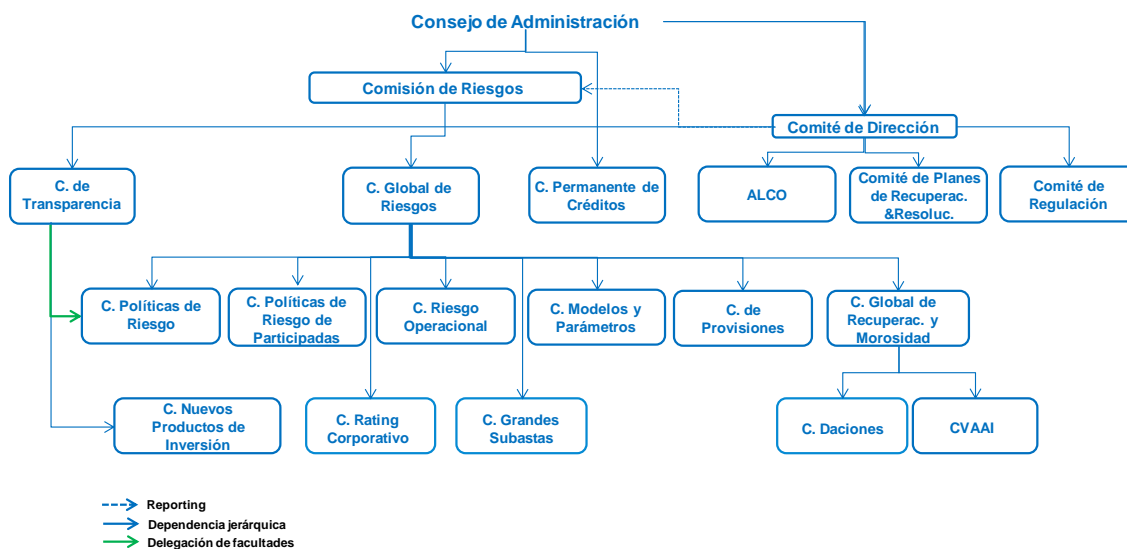 Consejo de Administración
Comisión de Riesgos
Comité de Dirección
C. de
Transparencia
C. Global de
Riesgos
C. Permanente de
Créditos
ALCO
Comité de Planes
de Recuperac.
&Resoluc.
Comité de
Regulación
C. Políticas de
Riesgo
C. Políticas de
Riesgo de
Participadas
C. Riesgo
Operacional
C. Modelos y
Parámetros
C. de
Provisiones
C. Global de
Recuperac. y
Morosidad
C. Nuevos
Productos de
Inversión
C. Rating
Corporativo
C. Grandes
Subastas
C. Daciones
CVAAI
Reporting
Dependencia jerárquica
Delegación de facultades